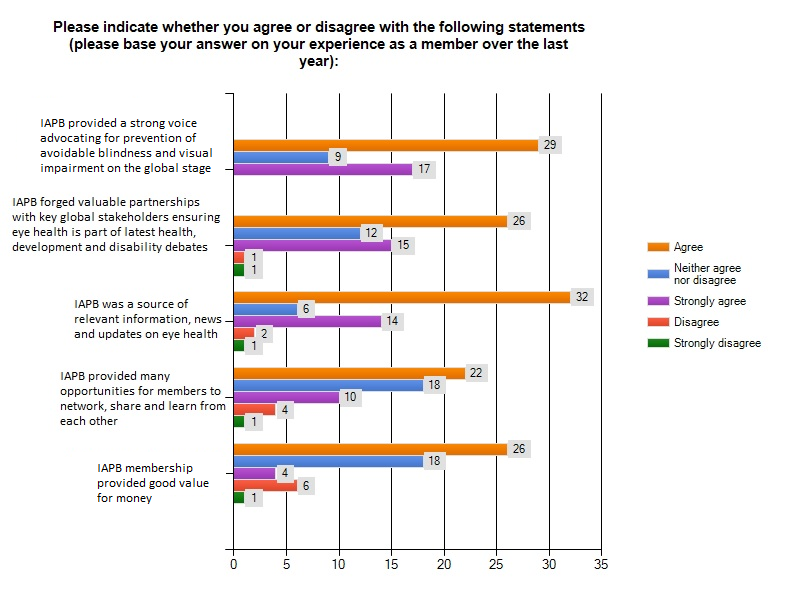 Please indicate whether you agree or disagree with the following statements
(please base your answer on your experience as a member over the last
year):
IAPB provided a strong voice
advocating for prevention of
avoidable blindness and visual
impairment on the global stage
29
9
17
IAPB forged valuable partnerships
with key global stakeholders ensuring
eye health is part of latest health,
development and disability debates
26
12
15
1
1
IAPB was a source of
relevant information, news
and updates on eye health
32
6
14
2
1
IAPB provided many
opportunities for members to
network, share and learn from
each other
22
18
10
4
1
IAPB membership
provided good value
for money
26
18
4
6
1
0 5 10 15 20 25 30 35
Agree
Neither agree
nor disagree
Strongly agree
Disagree
Strongly disagree